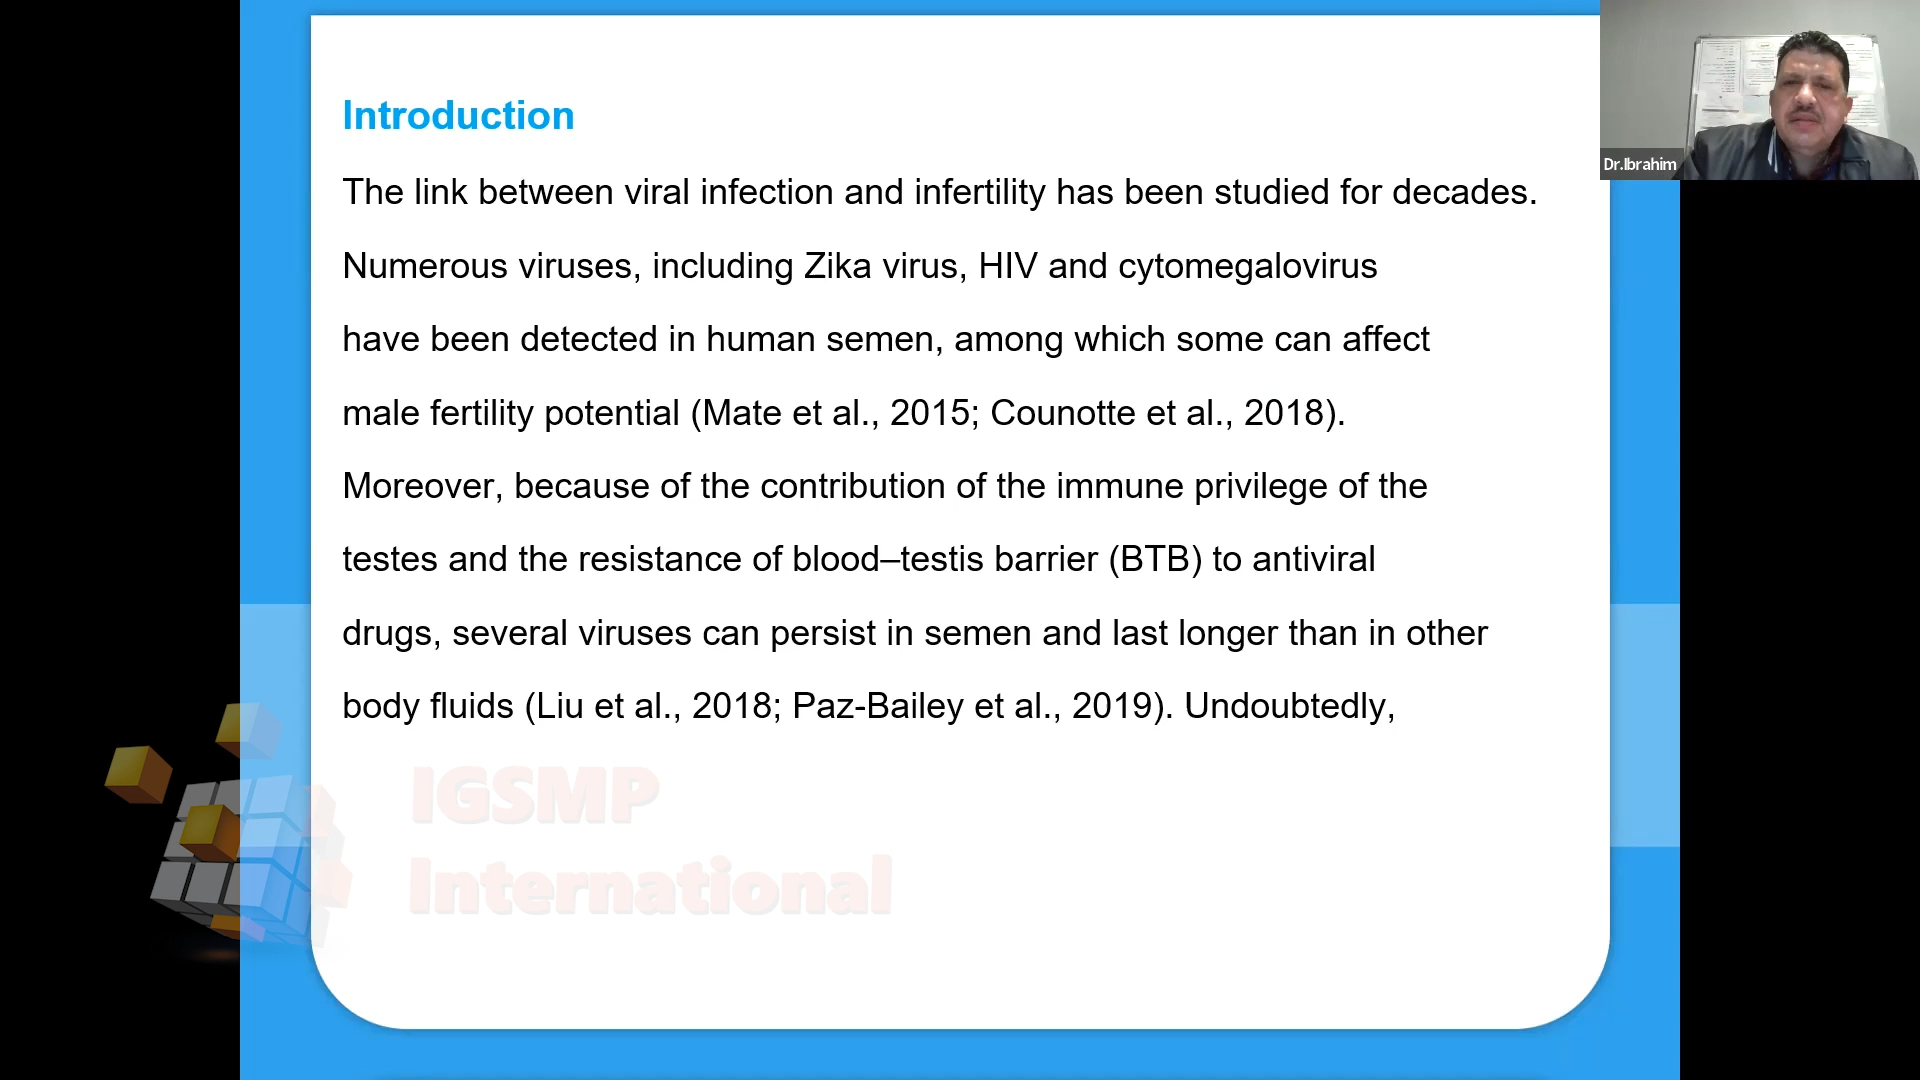 Introduction
The link between viral infection and infertility has been studied for decades.
Numerous viruses, including Zika virus, HIV and cytomegalovirus
have been detected in human semen, among which some can affect
male fertility potential (Mate et al., 2015; Counotte et al., 2018).
Moreover, because of the contribution of the immune privilege of the
testes and the resistance of blood–testis barrier (BTB) to antiviral
drugs, several viruses can persist in semen and last longer than in other
body fluids (Liu et al., 2018; Paz-Bailey et al., 2019). Undoubtedly,
IGSMP
International
Dr.Ibrahim